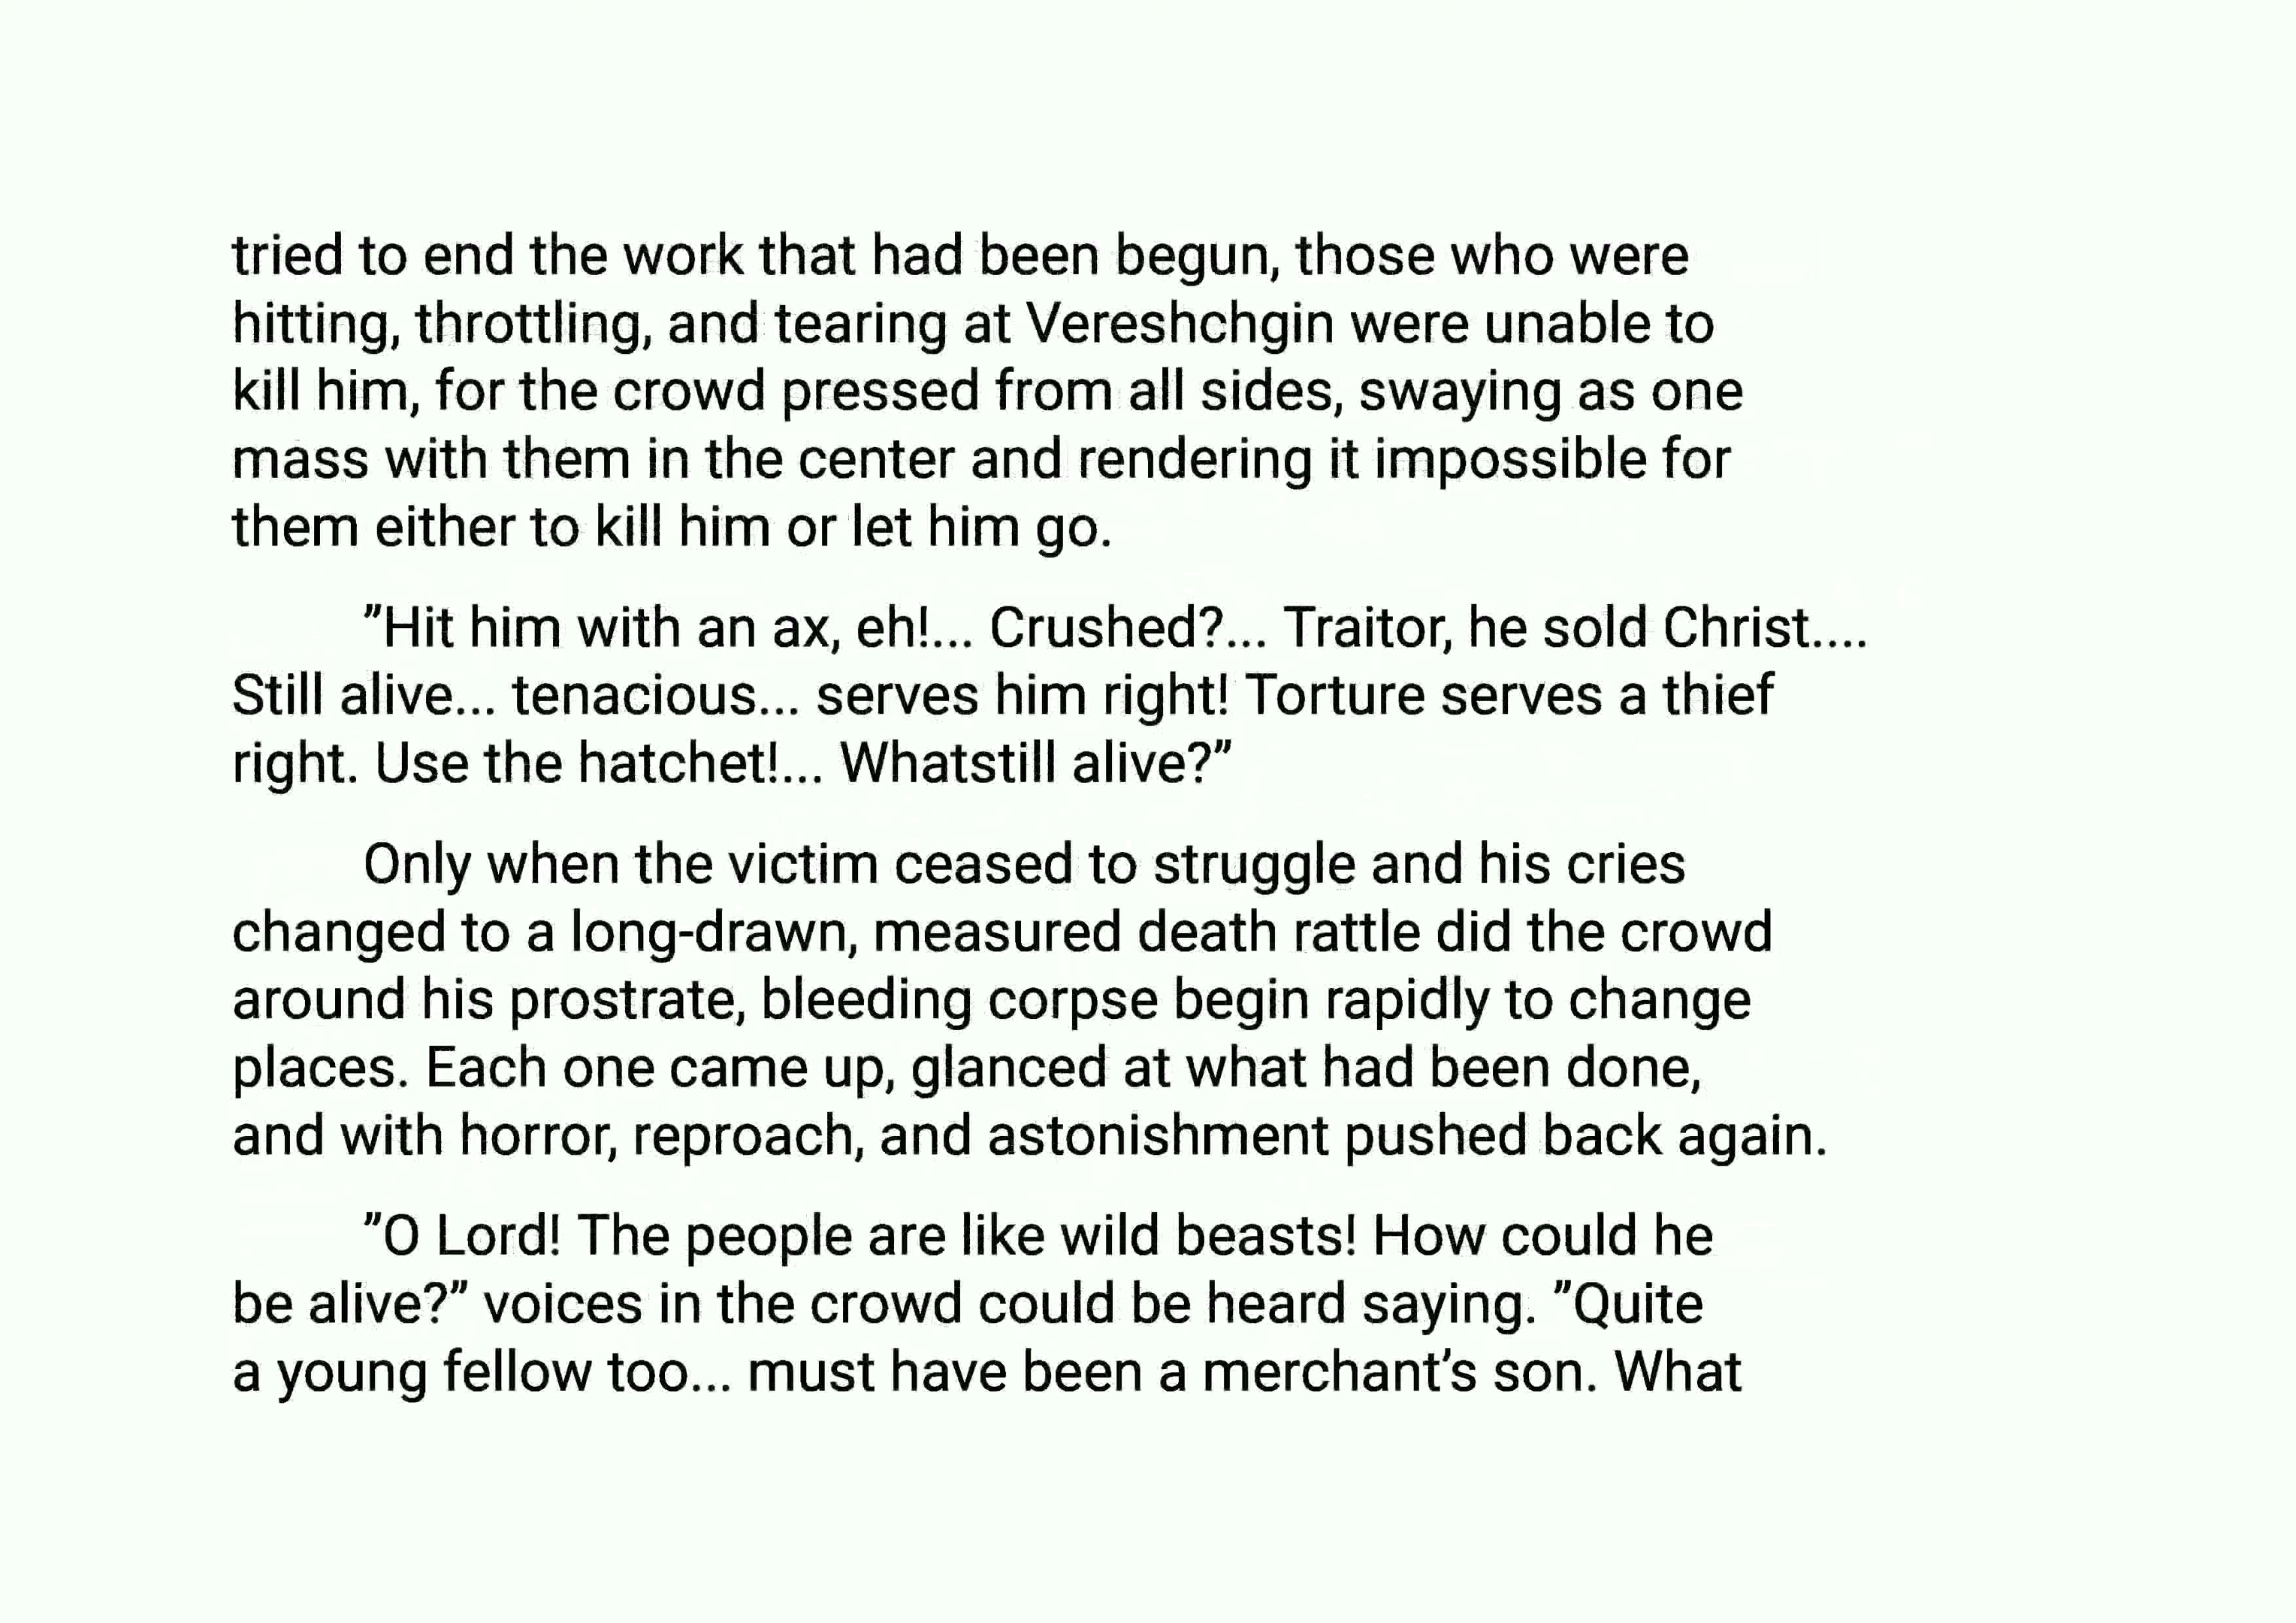 tried to end the work that had been begun, those who were
hitting, throttling, and tearing at Vereshchgin were unable to
kill him, for the crowd pressed from all sides, swaying as one
mass with them in the center and rendering it impossible for
them either to kill him or let him go.
”Hit him with an ax, eh!... Crushed?... Traitor, he sold Christ....
Still alive... tenacious... serves him right! Torture serves a thief
right. Use the hatchet!... Whatstill alive?”
Only when the victim ceased to struggle and his cries
changed to a long-drawn, measured death rattle did the crowd
around his prostrate, bleeding corpse begin rapidly to change
places. Each one came up, glanced at what had been done,
and with horror, reproach, and astonishment pushed back again.
”O Lord! The people are like wild beasts! How could he
be alive?” voices in the crowd could be heard saying. ”Quite
a young fellow too... must have been a merchant’s son. What